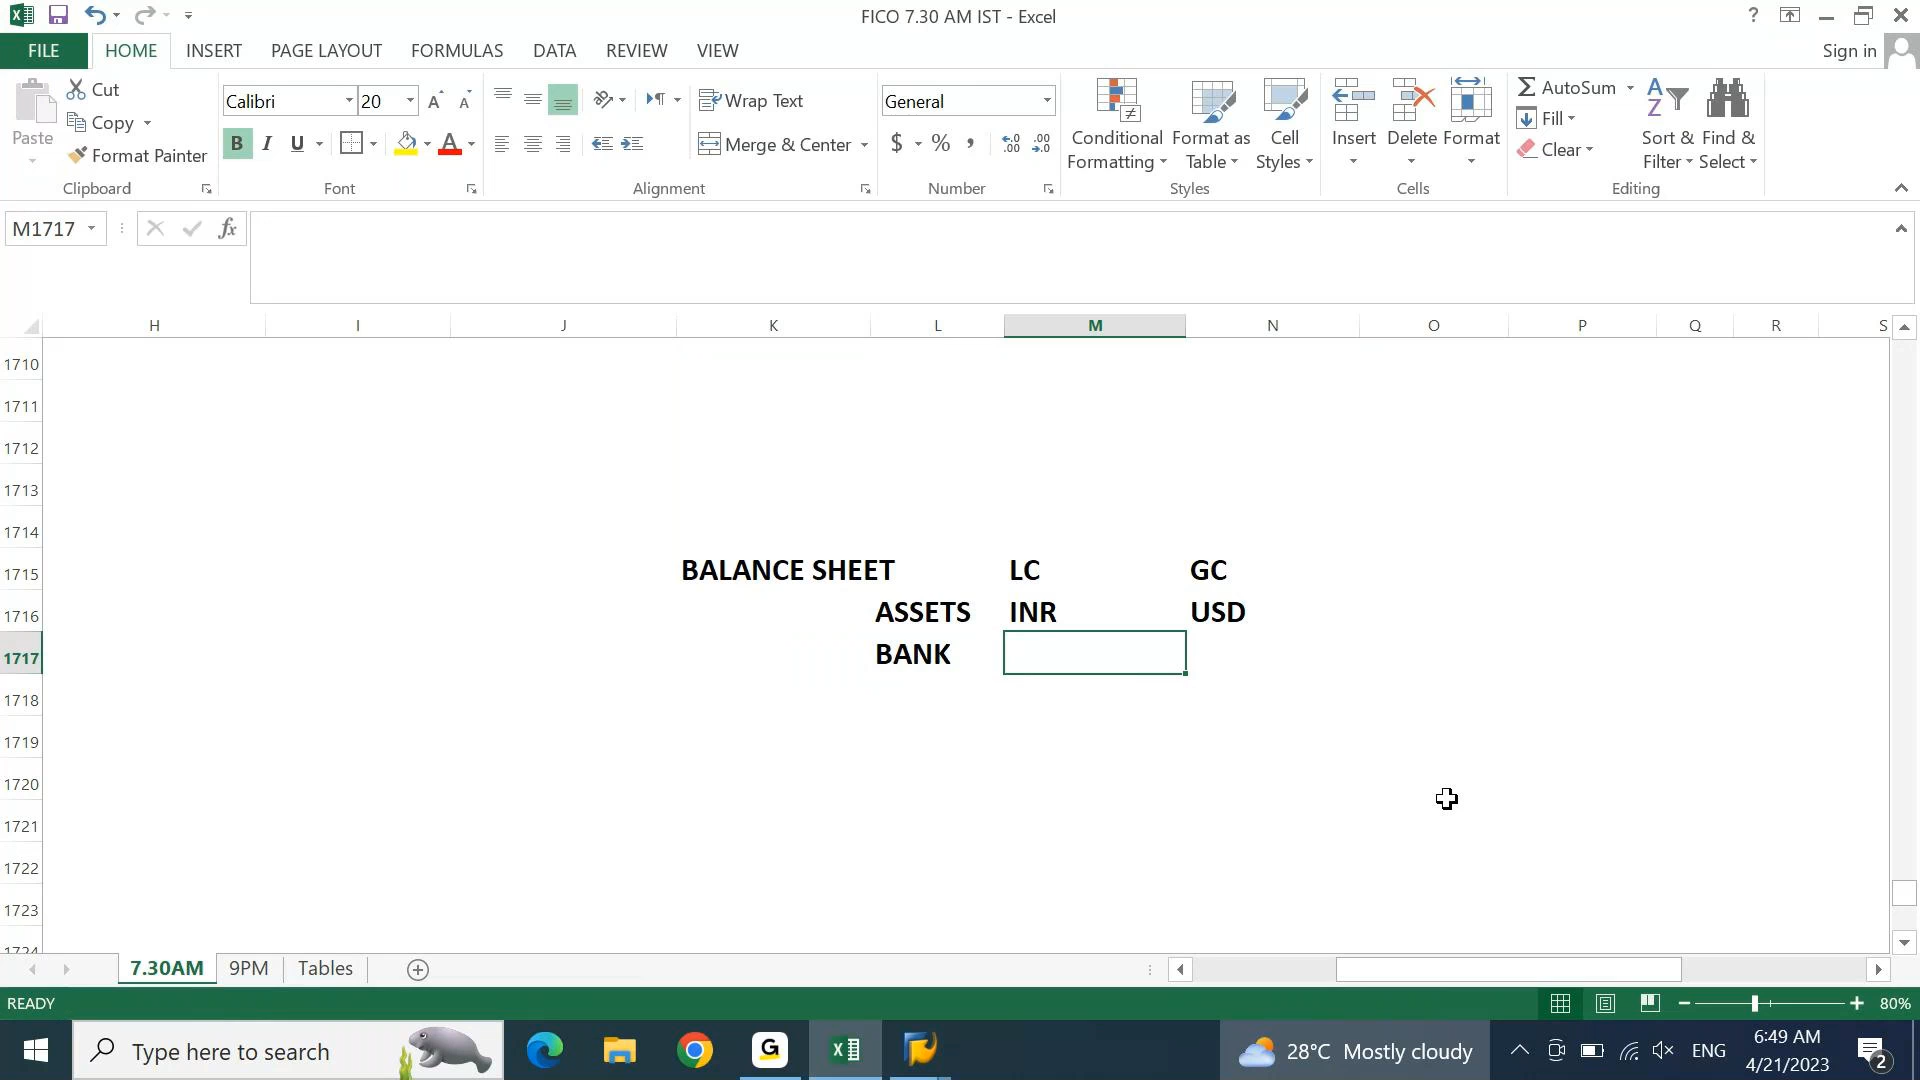 FICO 7.30 AM IST - Excel
FILE HOME INSERT PAGE LAYOUT FORMULAS DATA REVIEW VIEW Sign in
Cut
Copy
Format Painter
Paste
Clipboard
Calibri 20
B I U
Font
Wrap Text
Merge & Center
Alignment
General
$ % ,
Number
Conditional Formatting
Format as Table
Cell Styles
Styles
Insert Delete Format
Cells
AutoSum
Fill
Clear
Sort & Filter
Find & Select
Editing
M1717 fx
H I J K L M N O P Q R S
1710
1711
1712
1713
1714
1715 BALANCE SHEET LC GC
1716 ASSETS INR USD
1717 BANK
1718
1719
1720
1721
1722
1723
1724
7.30AM 9PM Tables
READY 80%
Type here to search 28°C Mostly cloudy ENG 6:49 AM
4/21/2023 2